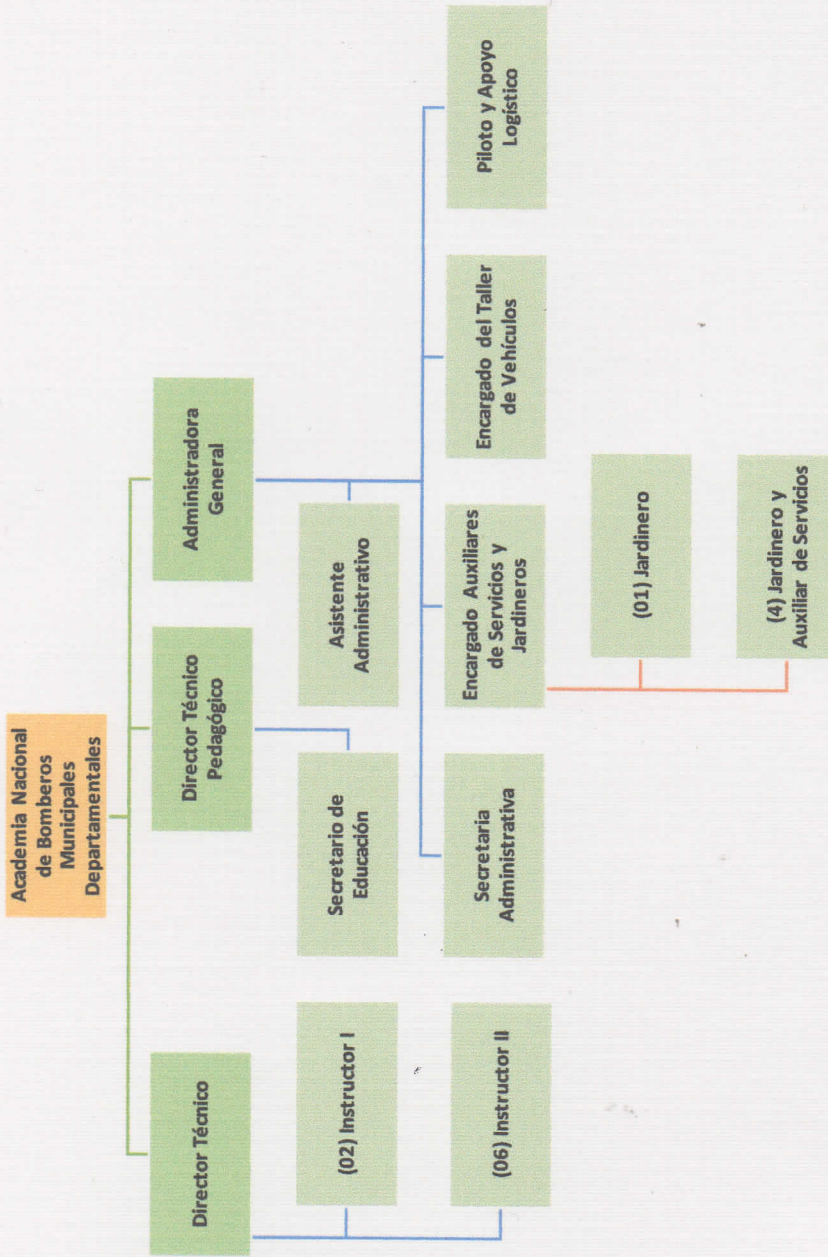 Academia Nacional
de Bomberos
Municipales
Departamentales
Director Técnico
Director Técnico
Pedagógico
Administradora
General
(02) Instructor I
Secretario de
Educación
Asistente
Administrativo
(06) Instructor II
Secretaria
Administrativa
Encargado Auxiliares
de Servicios y
Jardineros
Encargado del Taller
de Vehículos
Piloto y Apoyo
Logístico
(01) Jardinero
(4) Jardinero y
Auxiliar de Servicios